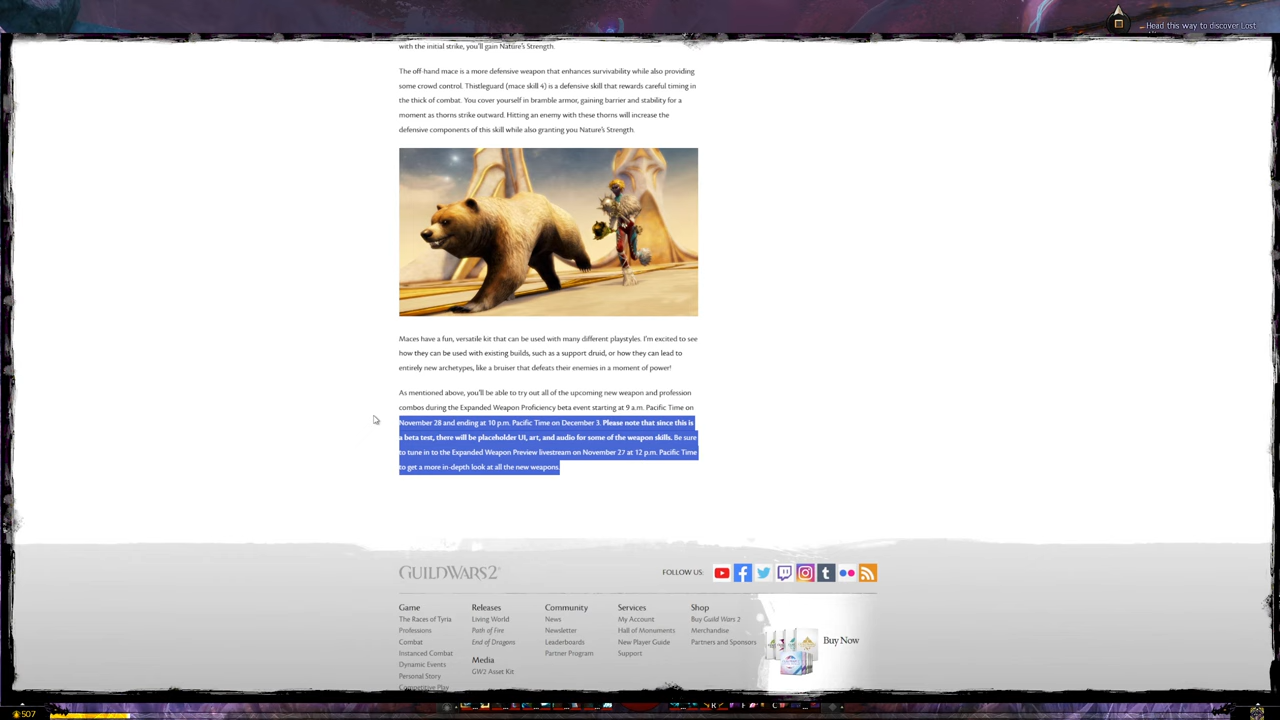 Head this way to discover Lost
with the initial strike, you'll gain Nature's Strength.
The off-hand mace is a more defensive weapon that enhances survivability while also providing
some crowd control. Thistleguard (mace skill 4) is a defensive skill that rewards careful timing in
the thick of combat. You cover yourself in bramble armor, gaining barrier and stability for a
moment as thorns strike outward. Hitting an enemy with these thorns will increase the
defensive components of this skill while also granting you Nature's Strength.
Maces have a fun, versatile kit that can be used with many different playstyles. I'm excited to see
how they can be used with existing builds, such as a support druid, or how they can lead to
entirely new archetypes, like a bruiser that defeats their enemies in a moment of power!
As mentioned above, you'll be able to try out all of the upcoming new weapon and profession
combos during the Expanded Weapon Proficiency beta event starting at 9 a.m. Pacific Time on
November 28 and ending at 10 p.m. Pacific Time on December 3. Please note that since this is
a beta test, there will be placeholder UI, art, and audio for some of the weapon skills. Be sure
to tune in to the Expanded Weapon Preview livestream on November 27 at 12 p.m. Pacific Time
to get a more in-depth look at all the new weapons.
GUILDWARS2
FOLLOW US:
Game
The Races of Tyria
Professions
Combat
Instanced Combat
Dynamic Events
Personal Story
Competitive Play
Releases
Living World
Path of Fire
End of Dragons
Media
GW2 Asset Kit
Community
News
Newsletter
Leaderboards
Partner Program
Services
My Account
Hall of Monuments
New Player Guide
Support
Shop
Buy Guild Wars 2
Merchandise
Partners and Sponsors
Buy Now
507